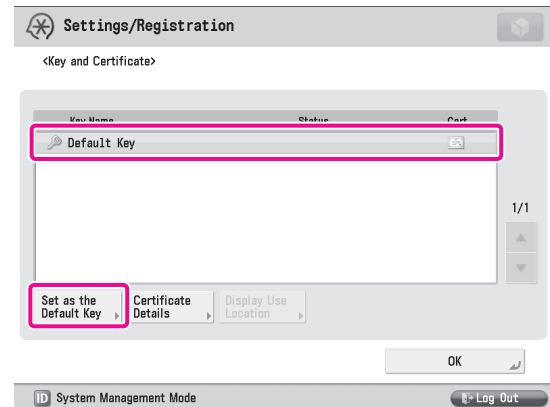 Settings/Registration
<Key and Certificate>
Key Name Status Cert
Default Key
1/1
Set as the Default Key
Certificate Details
Display Use Location
OK
ID System Management Mode
Log Out